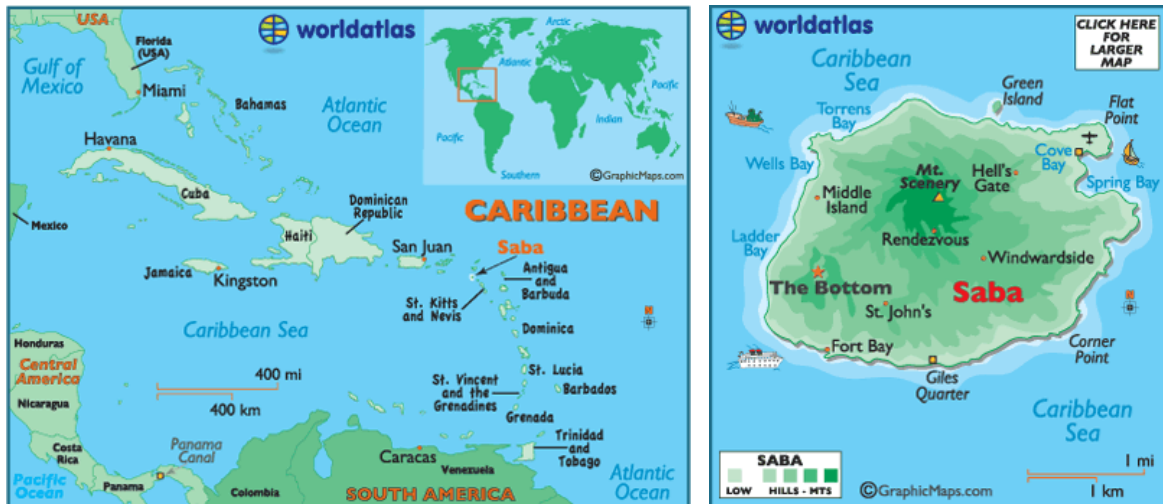 USA
worldatlas
Florida
(USA)
Gulf of
Mexico
Miami
Bahamas
Atlantic
Ocean
Havana
Cuba
Mexico
Dominican
Republic
Haiti
Jamaica
Kingston
San Juan
CARIBBEAN
Saba
Antigua
and
Barbuda
St. Kitts
and Nevis
Caribbean Sea
Dominica
Honduras
Central
America
Nicaragua
400 mi
400 km
St. Lucia
Barbados
St. Vincent
and the
Grenadines
Grenada
Costa
Rica
Panama
Canal
Pacific
Ocean
Panama
Colombia
Caracas
Venezuela
SOUTH AMERICA
Trinidad
and
Tobago
Atlantic
Ocean
Arctic
Atlantic
Pacific
Indian
Pacific
Southern
©GraphicMaps.com
worldatlas
CLICK HERE
FOR
LARGER
MAP
Caribbean
Sea
Green
Island
Flat
Point
Torrens
Bay
Wells Bay
Cove
Bay
Spring Bay
Mt.
Scenery
Hell's
Gate
Middle
Island
Ladder
Bay
Rendezvous
Windwardside
The Bottom
Saba
St. John's
Fort Bay
Giles
Quarter
Corner
Point
Caribbean
Sea
SABA
LOW HILLS - MTS
©GraphicMaps.com
1 mi
1 km